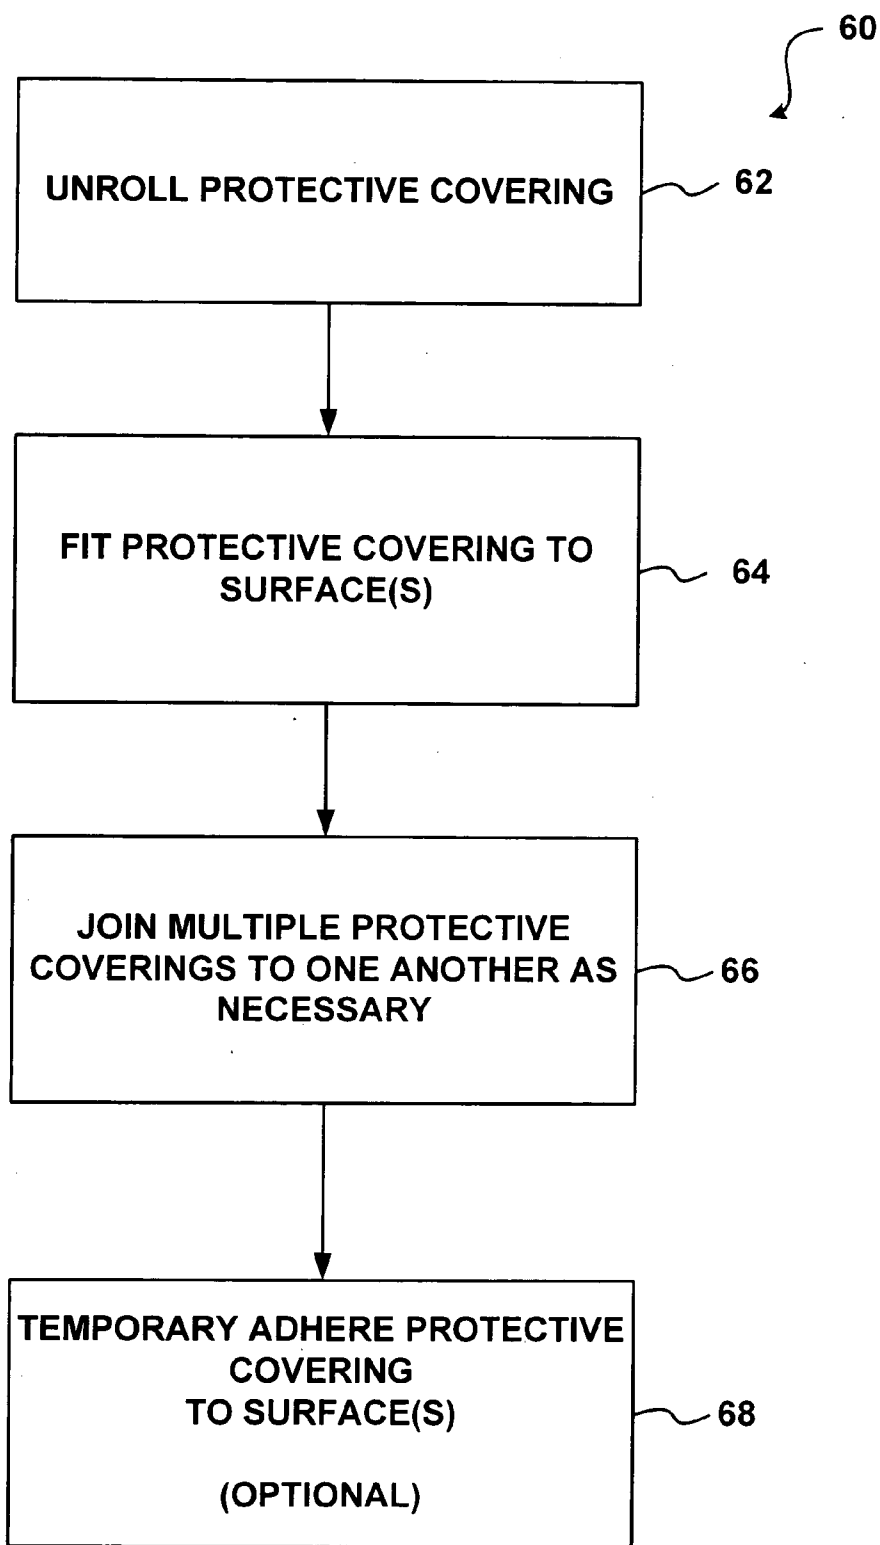 60
UNROLL PROTECTIVE COVERING
62
FIT PROTECTIVE COVERING TO
SURFACE(S)
64
JOIN MULTIPLE PROTECTIVE
COVERINGS TO ONE ANOTHER AS
NECESSARY
66
TEMPORARY ADHERE PROTECTIVE
COVERING
TO SURFACE(S)
(OPTIONAL)
68